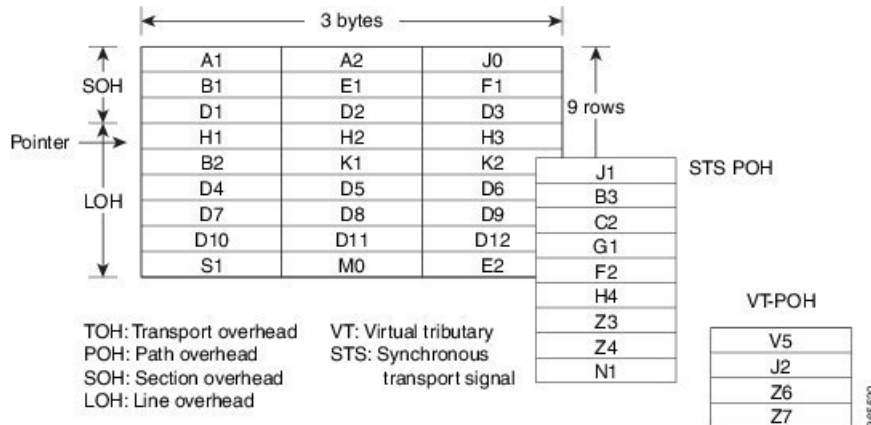 3 bytes
A1 A2 J0
SOH B1 E1 F1
D1 D2 D3 9 rows
Pointer H1 H2 H3
B2 K1 K2
J1 STS POH
LOH D4 D5 D6
B3
D7 D8 D9
C2
D10 D11 D12
G1
S1 M0 E2
F2
H4
VT-POH
TOH: Transport overhead VT: Virtual tributary
Z3
V5
POH: Path overhead STS: Synchronous
Z4
J2
SOH: Section overhead transport signal
N1
Z6
LOH: Line overhead
Z7